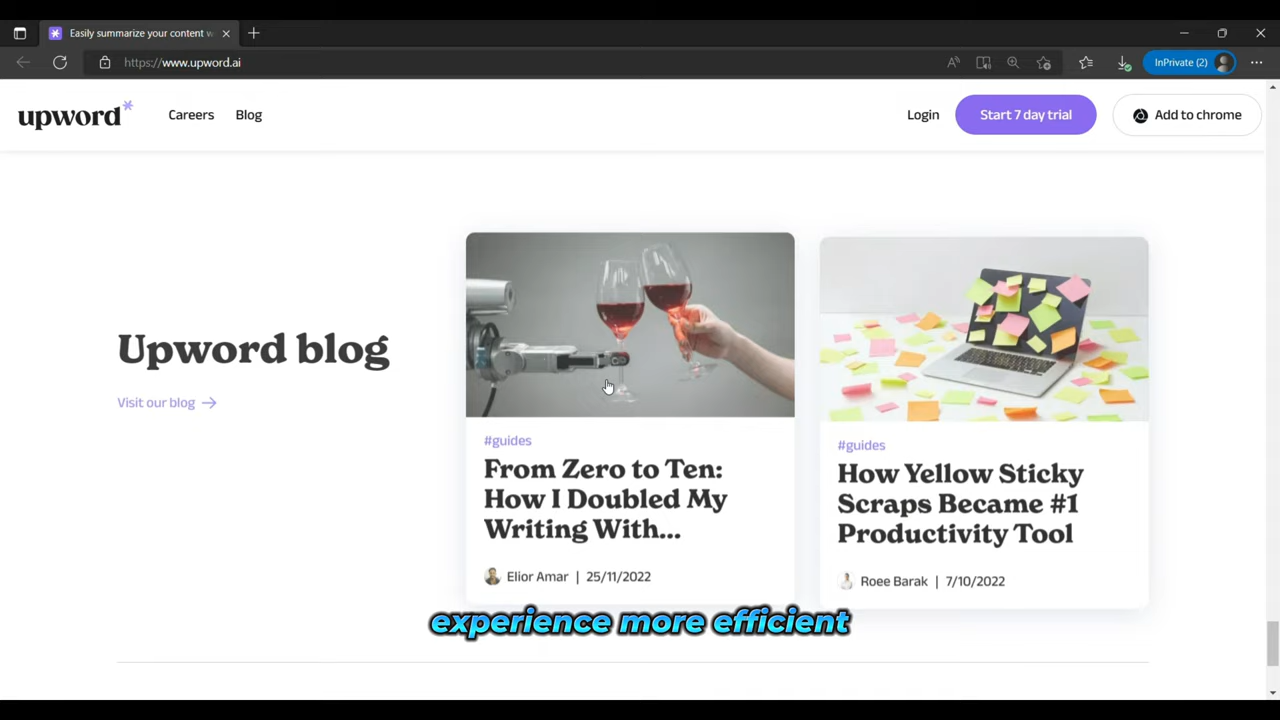 Easily summarize your content w
https://www.upword.ai
InPrivate (2)
upword*
Careers
Blog
Login
Start 7 day trial
Add to chrome
Upword blog
Visit our blog →
#guides
From Zero to Ten:
How I Doubled My
Writing With...
Elior Amar | 25/11/2022
#guides
How Yellow Sticky
Scraps Became #1
Productivity Tool
Roee Barak | 7/10/2022
experience more efficient